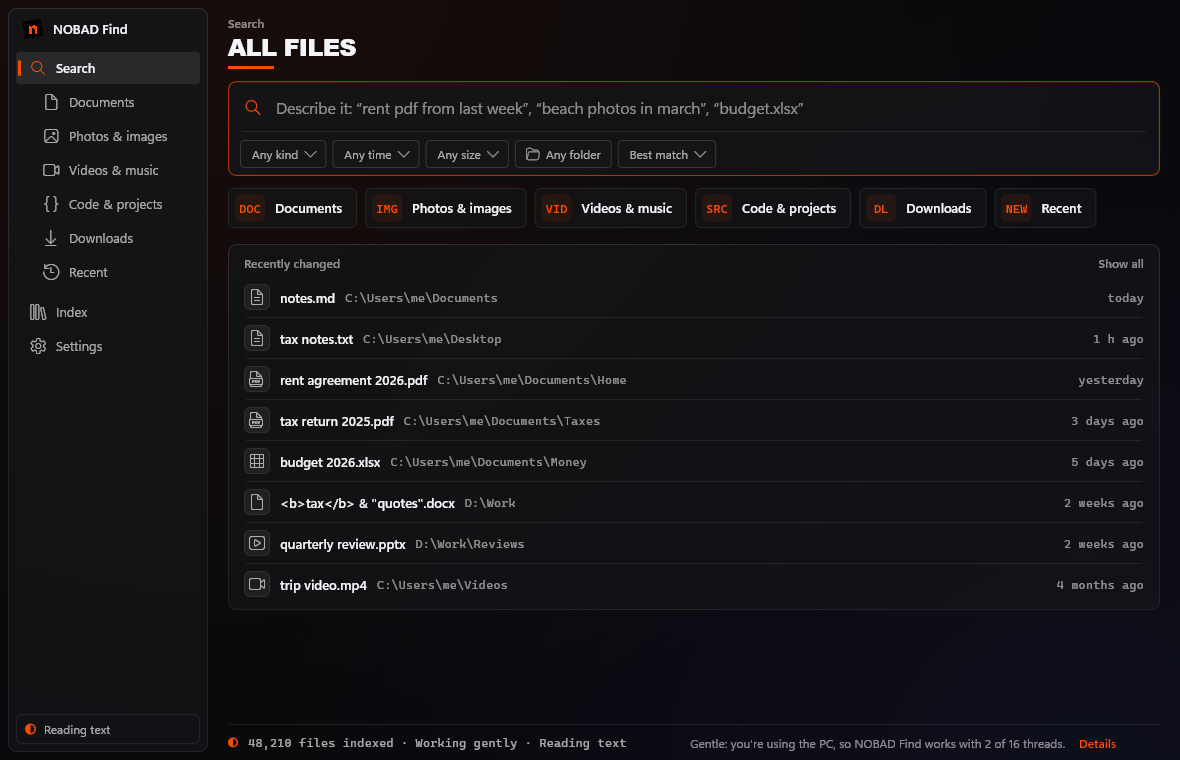 NOBAD Find
Search
Documents
Photos & images
Videos & music
Code & projects
Downloads
Recent
Index
Settings
Reading text
Search
ALL FILES
Describe it: “rent pdf from last week”, “beach photos in march”, “budget.xlsx”
Any kind Any time Any size Any folder Best match
DOC Documents IMG Photos & images VID Videos & music SRC Code & projects DL Downloads NEW Recent
Recently changed Show all
notes.md C:\Users\me\Documents today
tax notes.txt C:\Users\me\Desktop 1 h ago
rent agreement 2026.pdf C:\Users\me\Documents\Home yesterday
tax return 2025.pdf C:\Users\me\Documents\Taxes 3 days ago
budget 2026.xlsx C:\Users\me\Documents\Money 5 days ago
<b>tax</b> & "quotes".docx D:\Work 2 weeks ago
quarterly review.pptx D:\Work\Reviews 2 weeks ago
trip video.mp4 C:\Users\me\Videos 4 months ago
48,210 files indexed · Working gently · Reading text Gentle: you're using the PC, so NOBAD Find works with 2 of 16 threads. Details